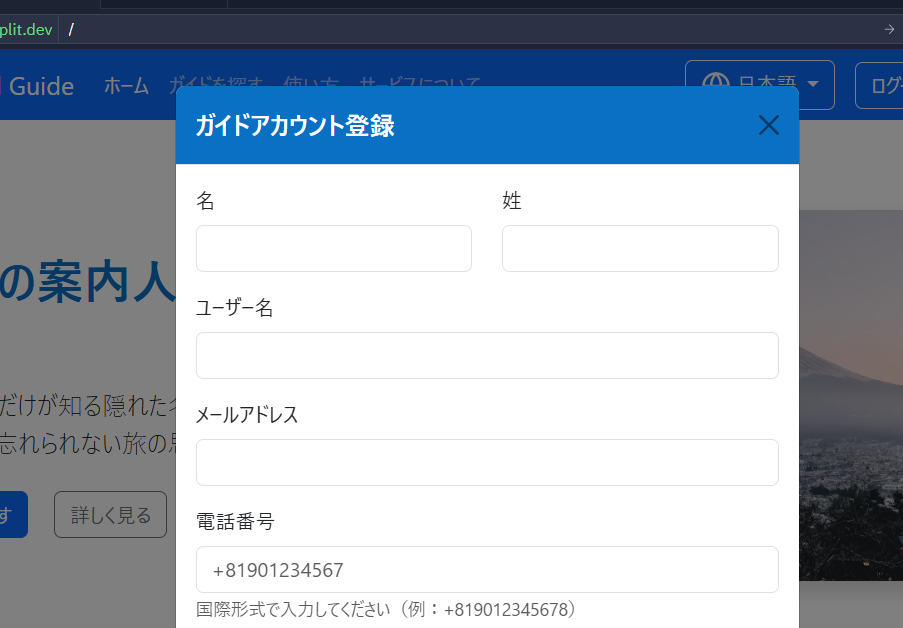 plit.dev /
Guide ホーム ガイドを探す 使い方 サービスについて 日本語
ガイドアカウント登録
名 姓
の案内人
ユーザー名
だけが知る隠れた
メールアドレス
忘れられない旅の思
す 詳しく見る
電話番号
+81901234567
国際形式で入力してください（例：+819012345678）